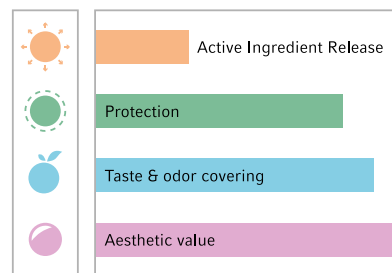 Active Ingredient Release
Protection
Taste & odor covering
Aesthetic value